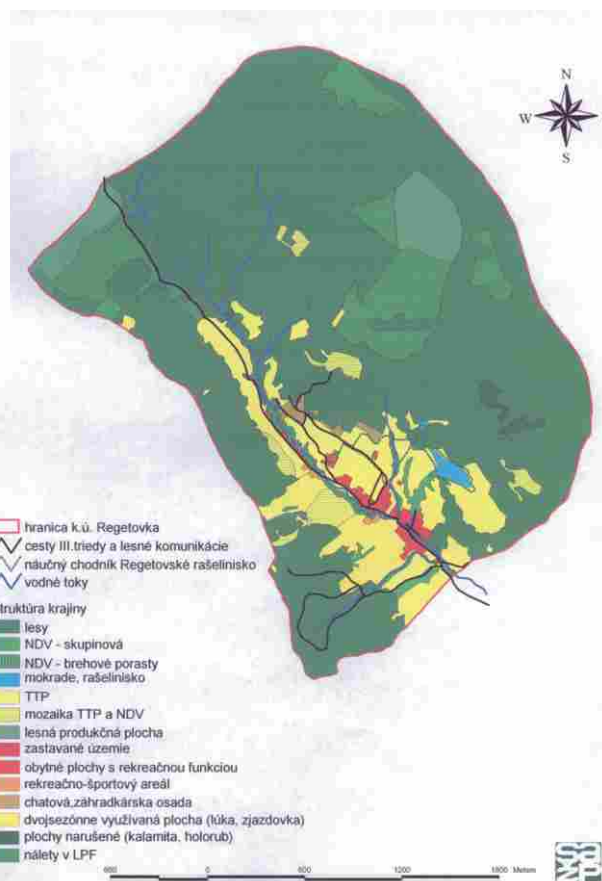 N
W
S
hranica k.ú. Regetovka
cesty III.triedy a lesné komunikácie
náučný chodník Regetovské rašelinisko
vodné toky
truktúra krajiny
lesy
NDV - skupinová
NDV - brehové porasty
mokrade, rašelinisko
TTP
mozaika TTP a NDV
lesná produkčná plocha
zastavané územie
obytné plochy s rekreačnou funkciou
rekreačno-športový areál
chatová,záhradkárska osada
dvojsezónne využívaná plocha (lúka, zjazdovka)
plochy narušené (kalamita, holorub)
nálety v LPF
600 0 600 1200 1800 Meters